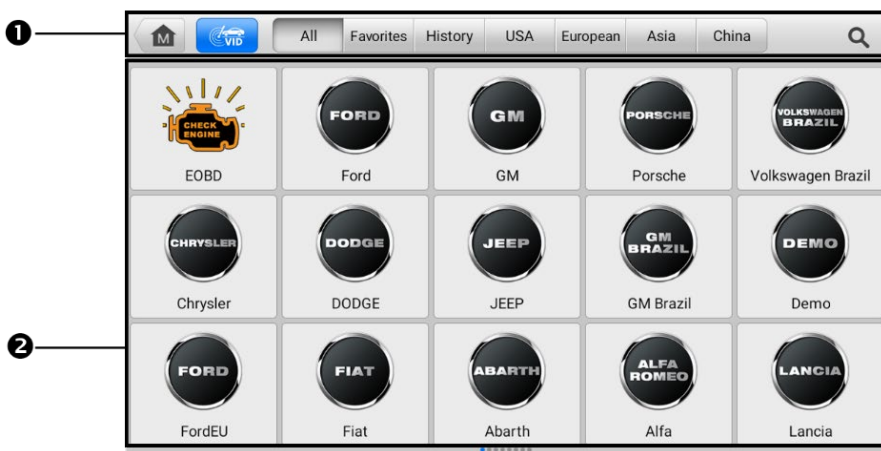 ❶
M
VID
All Favorites History USA European Asia China
❷
CHECK
ENGINE
EOBD
FORD
Ford
GM
GM
PORSCHE
Porsche
VOLKSWAGEN
BRAZIL
Volkswagen Brazil
CHRYSLER
Chrysler
DODGE
DODGE
JEEP
JEEP
GM
BRAZIL
GM Brazil
DEMO
Demo
FORD
FordEU
FIAT
Fiat
ABARTH
Abarth
ALFA
ROMEO
Alfa
LANCIA
Lancia